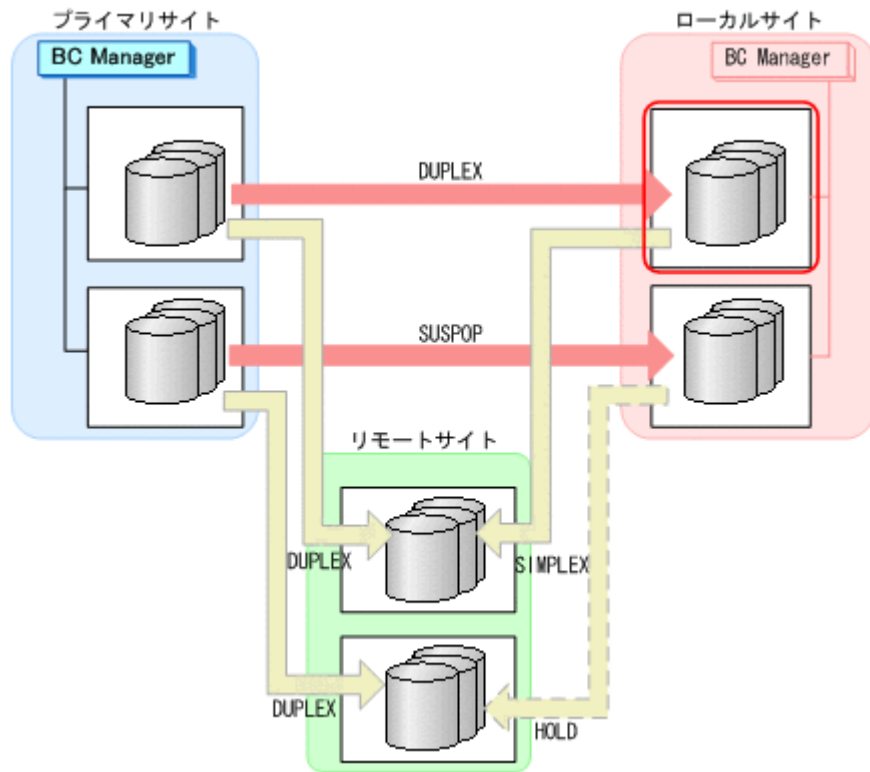 プライマリサイト
ローカルサイト
BC Manager
BC Manager
DUPLEX
SUSPOP
リモートサイト
DUPLEX
SIMPLEX
DUPLEX
HOLD